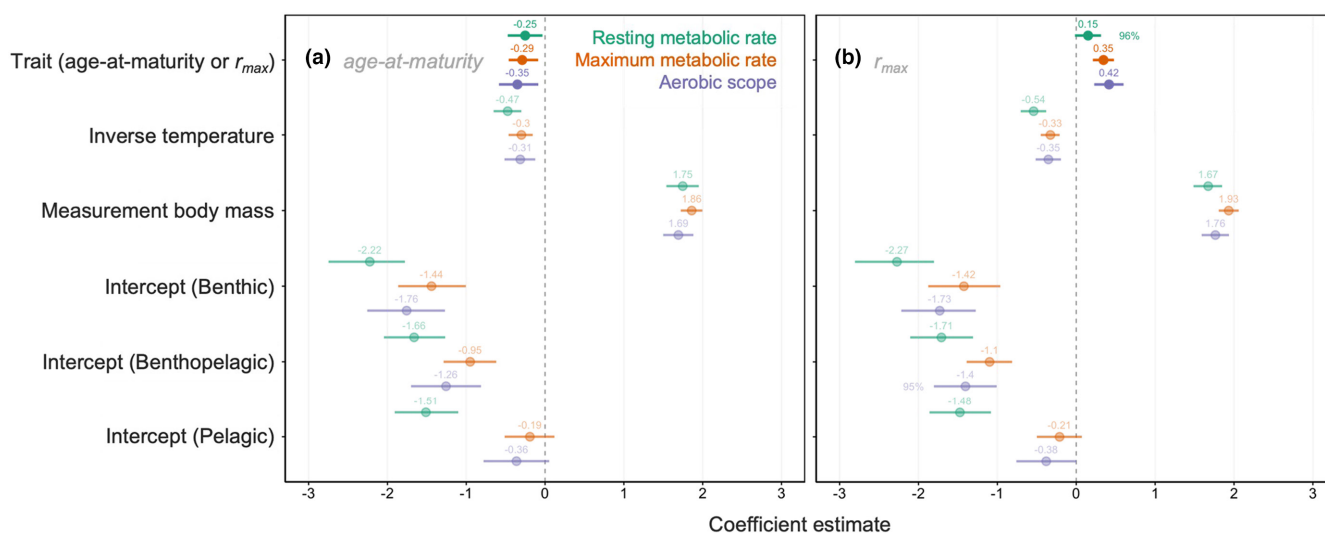 (a) age-at-maturity
Resting metabolic rate
Maximum metabolic rate
Aerobic scope
(b) r_max
Trait (age-at-maturity or r_max)
-0.25
-0.29
-0.35
0.15 96%
0.35
0.42
Inverse temperature
-0.47
-0.3
-0.31
-0.54
-0.33
-0.35
Measurement body mass
1.75
1.86
1.69
1.67
1.93
1.76
Intercept (Benthic)
-2.22
-1.44
-1.76
-2.27
-1.42
-1.73
Intercept (Benthopelagic)
-1.66
-0.95
-1.26
-1.71
-1.1
95% -1.4
Intercept (Pelagic)
-1.51
-0.19
-0.36
-1.48
-0.21
-0.38
-3 -2 -1 0 1 2 3
-3 -2 -1 0 1 2 3
Coefficient estimate